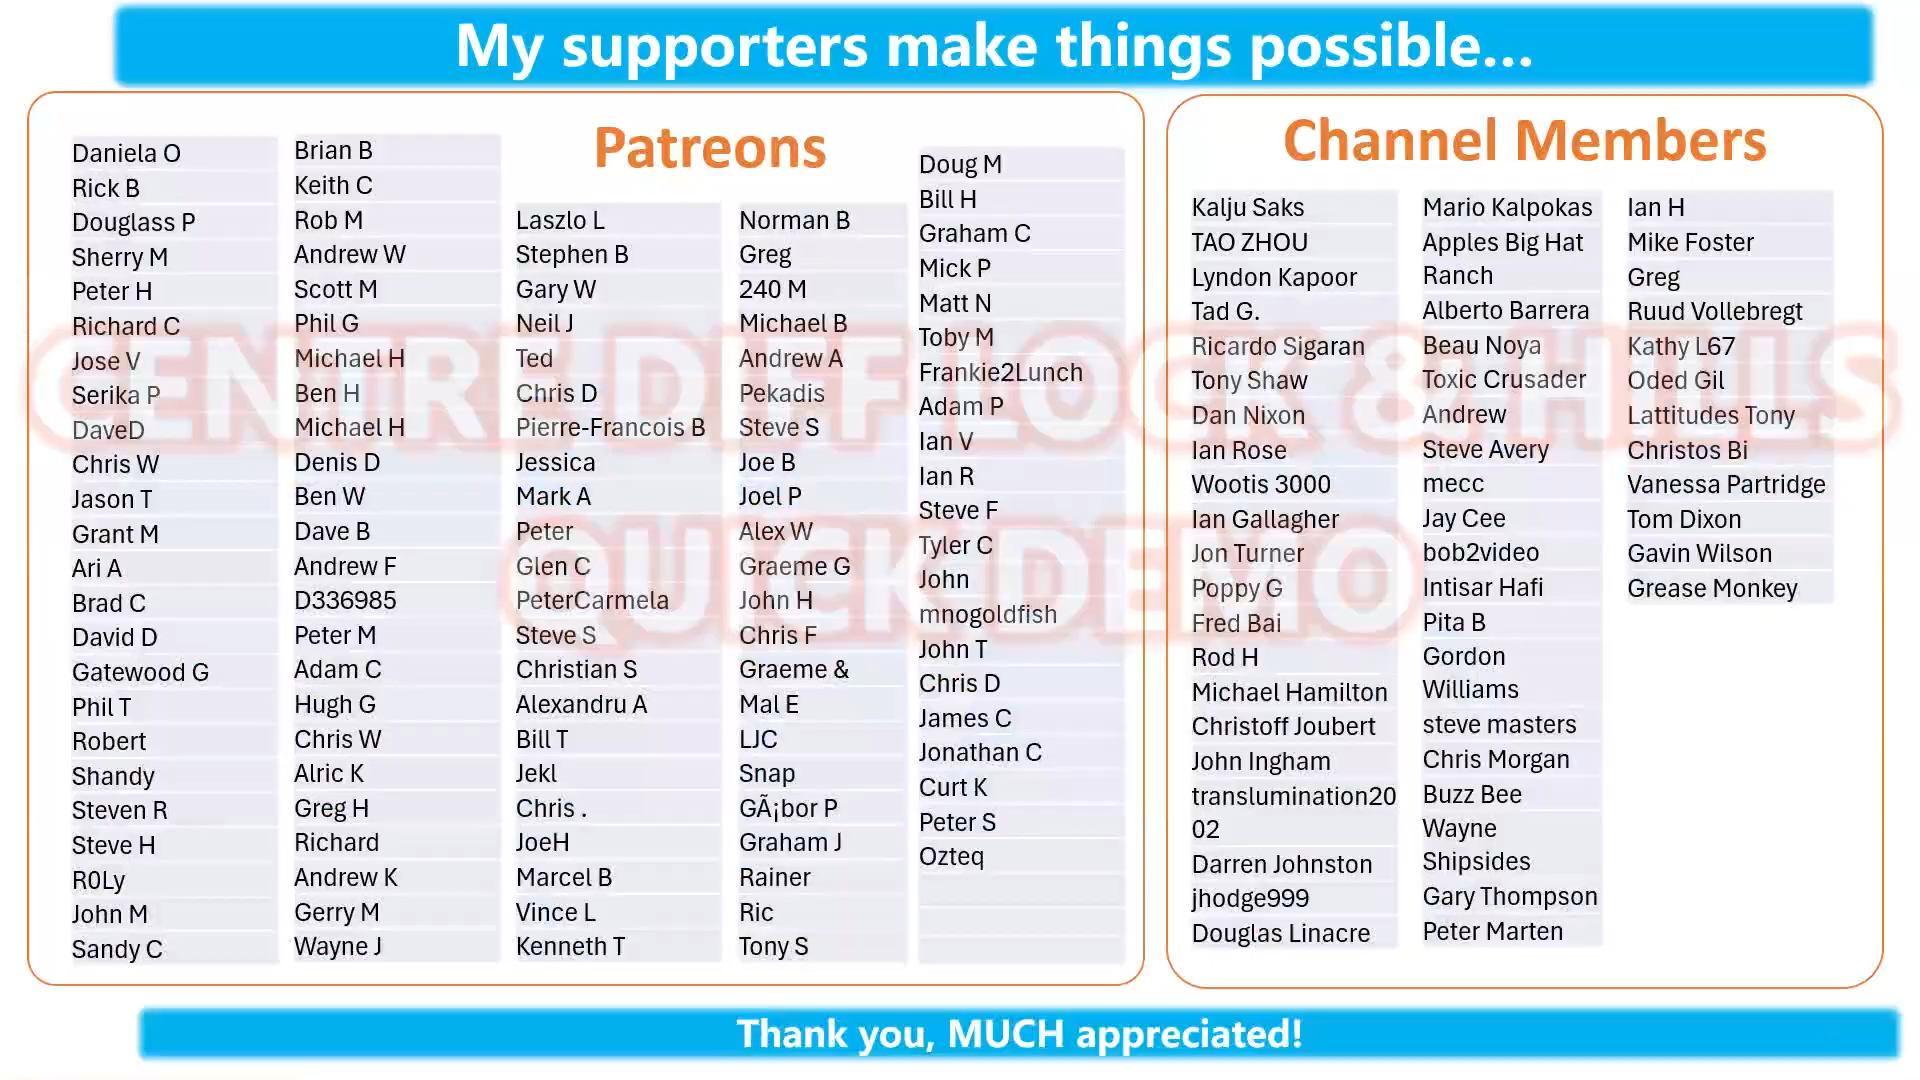 My supporters make things possible...
Patreons
Daniela O
Rick B
Douglass P
Sherry M
Peter H
Richard C
Jose V
Serika P
DaveD
Chris W
Jason T
Grant M
Ari A
Brad C
David D
Gatewood G
Phil T
Robert
Shandy
Steven R
Steve H
R0Ly
John M
Sandy C
Brian B
Keith C
Rob M
Andrew W
Scott M
Phil G
Michael H
Ben H
Michael H
Denis D
Ben W
Dave B
Andrew F
D336985
Peter M
Adam C
Hugh G
Chris W
Alric K
Greg H
Richard
Andrew K
Gerry M
Wayne J
Laszlo L
Stephen B
Gary W
Neil J
Ted
Chris D
Pierre-Francois B
Jessica
Mark A
Peter
Glen C
PeterCarmela
Steve S
Christian S
Alexandru A
Bill T
Jekl
Chris .
JoeH
Marcel B
Vince L
Kenneth T
Norman B
Greg
240 M
Michael B
Andrew A
Pekadis
Steve S
Joe B
Joel P
Alex W
Graeme G
John H
Chris F
Graeme &
Mal E
LJC
Snap
GÃ¡bor P
Graham J
Rainer
Ric
Tony S
Doug M
Bill H
Graham C
Mick P
Matt N
Toby M
Frankie2Lunch
Adam P
Ian V
Ian R
Steve F
Tyler C
John
mnogoldfish
John T
Chris D
James C
Jonathan C
Curt K
Peter S
Ozteq
Channel Members
Kalju Saks
TAO ZHOU
Lyndon Kapoor
Tad G.
Ricardo Sigaran
Tony Shaw
Dan Nixon
Ian Rose
Wootis 3000
Ian Gallagher
Jon Turner
Poppy G
Fred Bai
Rod H
Michael Hamilton
Christoff Joubert
John Ingham
translumination20
02
Darren Johnston
jhodge999
Douglas Linacre
Mario Kalpokas
Apples Big Hat
Ranch
Alberto Barrera
Beau Noya
Toxic Crusader
Andrew
Steve Avery
mecc
Jay Cee
bob2video
Intisar Hafi
Pita B
Gordon
Williams
steve masters
Chris Morgan
Buzz Bee
Wayne
Shipsides
Gary Thompson
Peter Marten
Ian H
Mike Foster
Greg
Ruud Vollebregt
Kathy L67
Oded Gil
Lattitudes Tony
Christos Bi
Vanessa Partridge
Tom Dixon
Gavin Wilson
Grease Monkey
CENTRE DIFF LOCK & HILLS
QUICK DEMO
Thank you, MUCH appreciated!